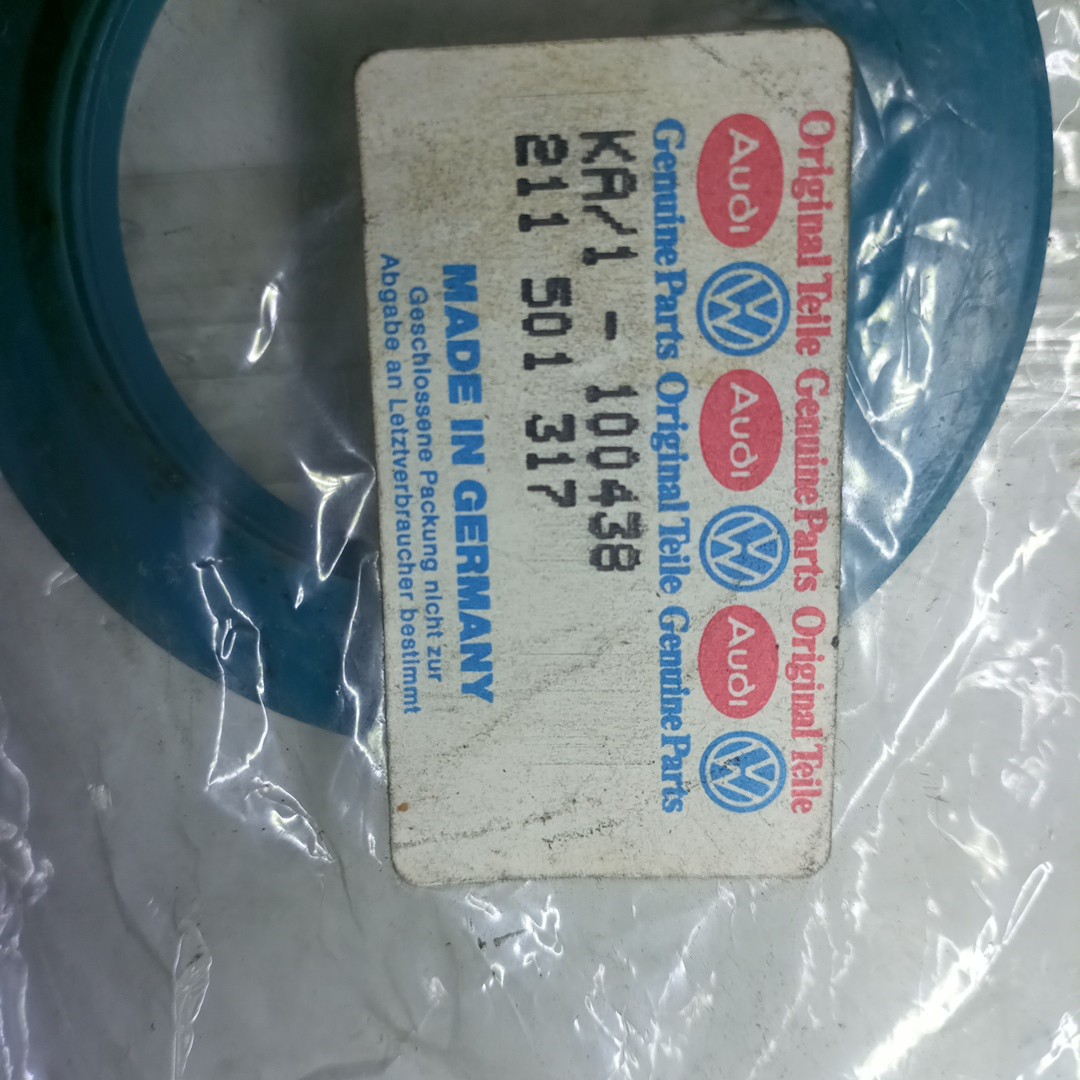 Original Teile Genuine Parts Original Teile
Audi Audi Audi
Genuine Parts Original Teile Genuine Parts
KA/1 - 100438
211 501 317
MADE IN GERMANY
Geschlossene Packung nicht zur
Abgabe an Letztverbraucher bestimmt